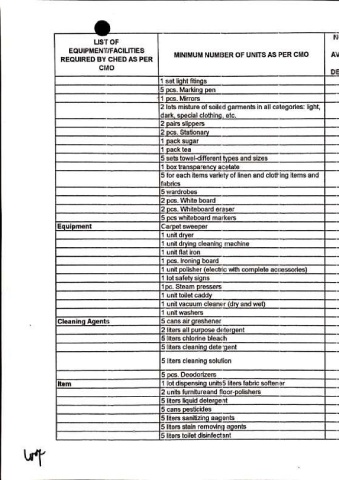 LIST OF
EQUIPMENT/FACILITIES
REQUIRED BY CHED AS PER
CMO
MINIMUM NUMBER OF UNITS AS PER CMO
N
AV
DE
1 set light fitings
5 pcs. Marking pen
1 pcs. Mirrors
2 lots mixture of soiled garments in all categories: light,
dark, special clothing, etc.
2 pairs slippers
2 pcs. Stationary
1 pack sugar
1 pack tea
5 sets towel-different types and sizes
1 box transparency acetate
5 for each items variety of linen and clothing items and
fabrics
5 wardrobes
2 pcs. White board
2 pcs. Whiteboard eraser
5 pcs whiteboard markers
Equipment
Carpet sweeper
1 unit dryer
1 unit drying cleaning machine
1 unit flat iron
1 pcs. Ironing board
1 unit polisher (electric with complete accessories)
1 lot safety signs
1pc. Steam pressers
1 unit toilet caddy
1 unit vacuum cleaner (dry and wet)
1 unit washers
Cleaning Agents
5 cans air greshener
2 liters all purpose detergent
5 liters chlorine bleach
5 liters cleaning detergent
5 liters cleaning solution
5 pcs. Deodorizers
Item
1 lot dispensing units5 liters fabric softener
2 units furnitureand floor-polishers
5 liters liquid detergent
5 cans pesticides
5 liters sanitizing aagents
5 liters stain removing agents
5 liters toilet disinfectant